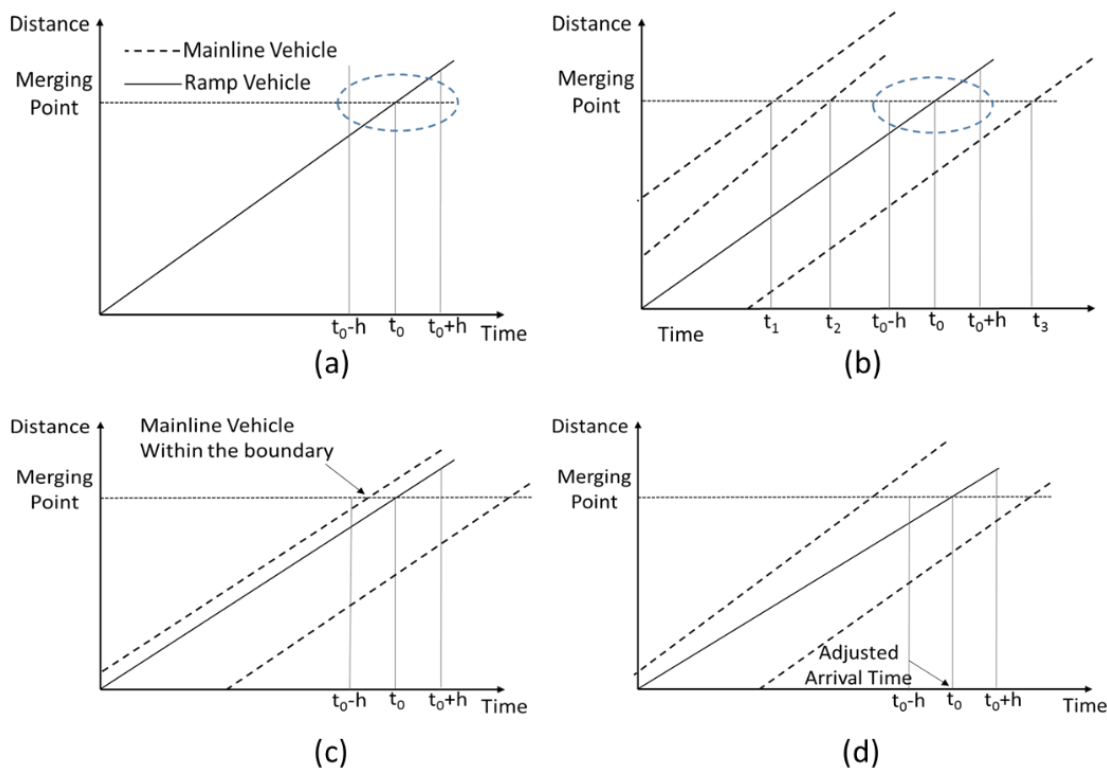 Distance
Mainline Vehicle
Ramp Vehicle
Merging
Point
t₀-h
t₀
t₀+h
Time
(a)
Distance
Merging
Point
Time
t₁
t₂
t₀-h
t₀
t₀+h
t₃
(b)
Distance
Mainline Vehicle
Within the boundary
Merging
Point
t₀-h
t₀
t₀+h
Time
(c)
Distance
Merging
Point
Adjusted
Arrival Time
t₀-h
t₀
t₀+h
Time
(d)